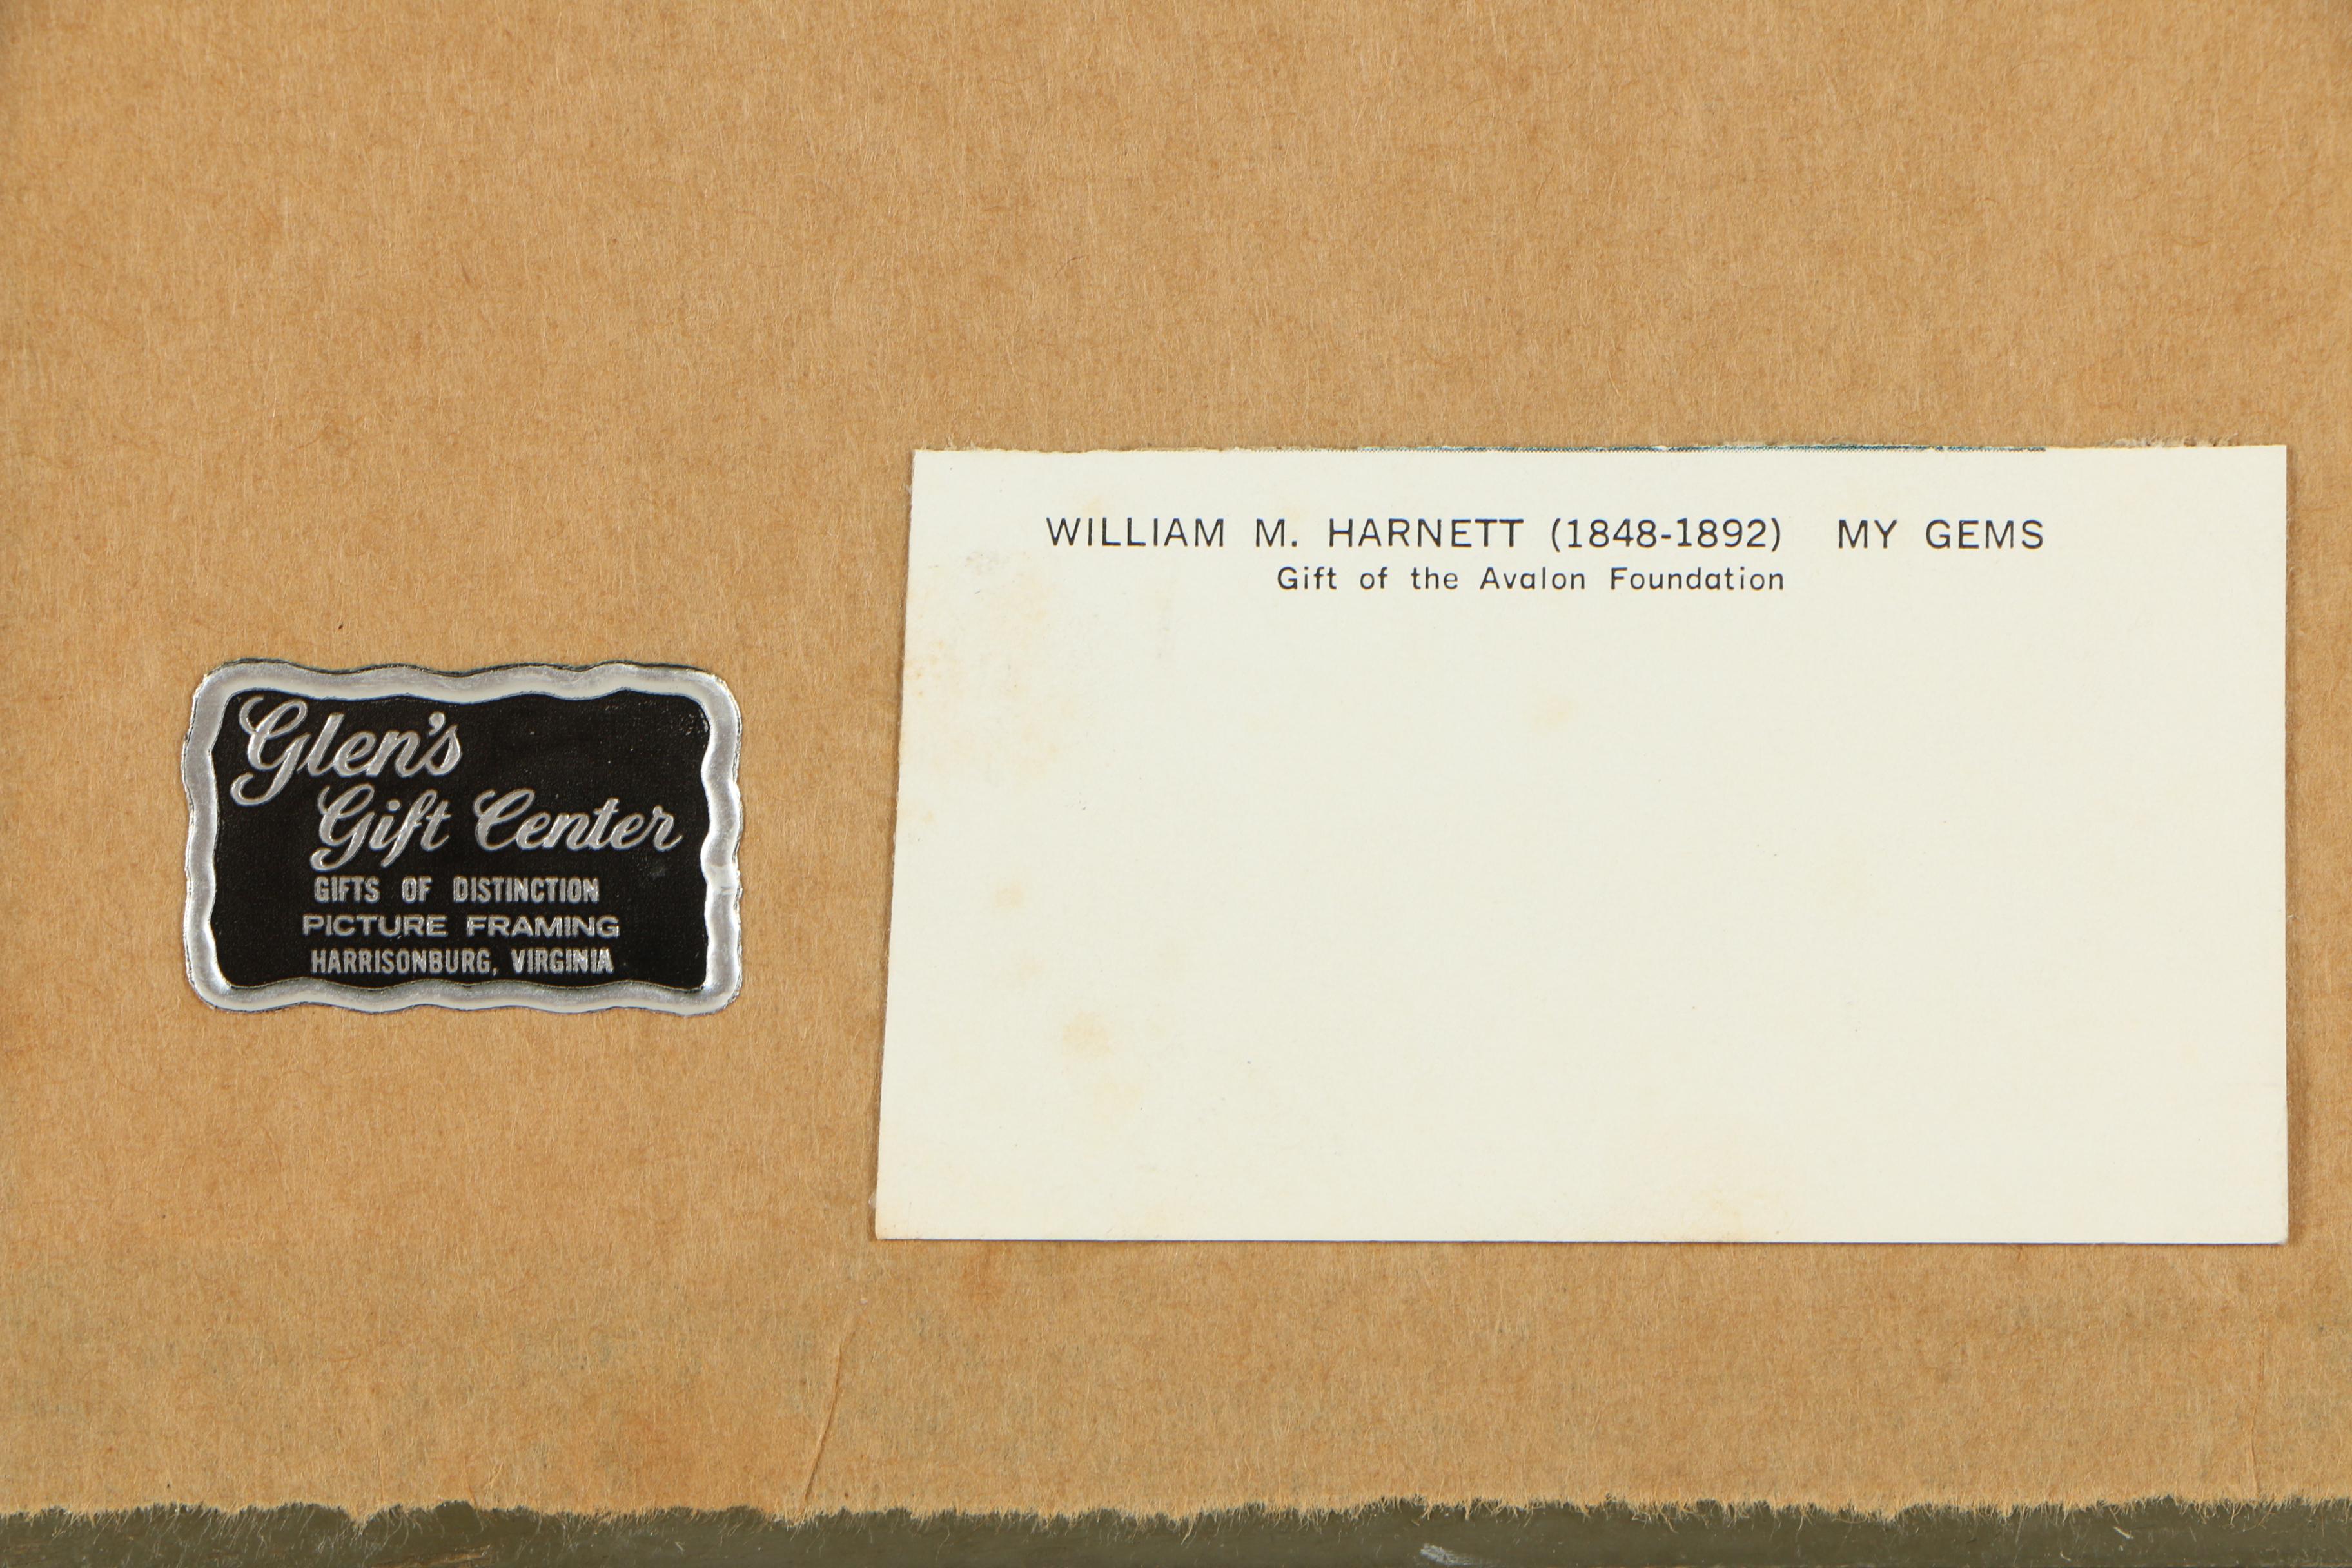 Glen's
Gift Center
GIFTS OF DISTINCTION
PICTURE FRAMING
HARRISONBURG, VIRGINIA
WILLIAM M. HARNETT (1848-1892) MY GEMS
Gift of the Avalon Foundation